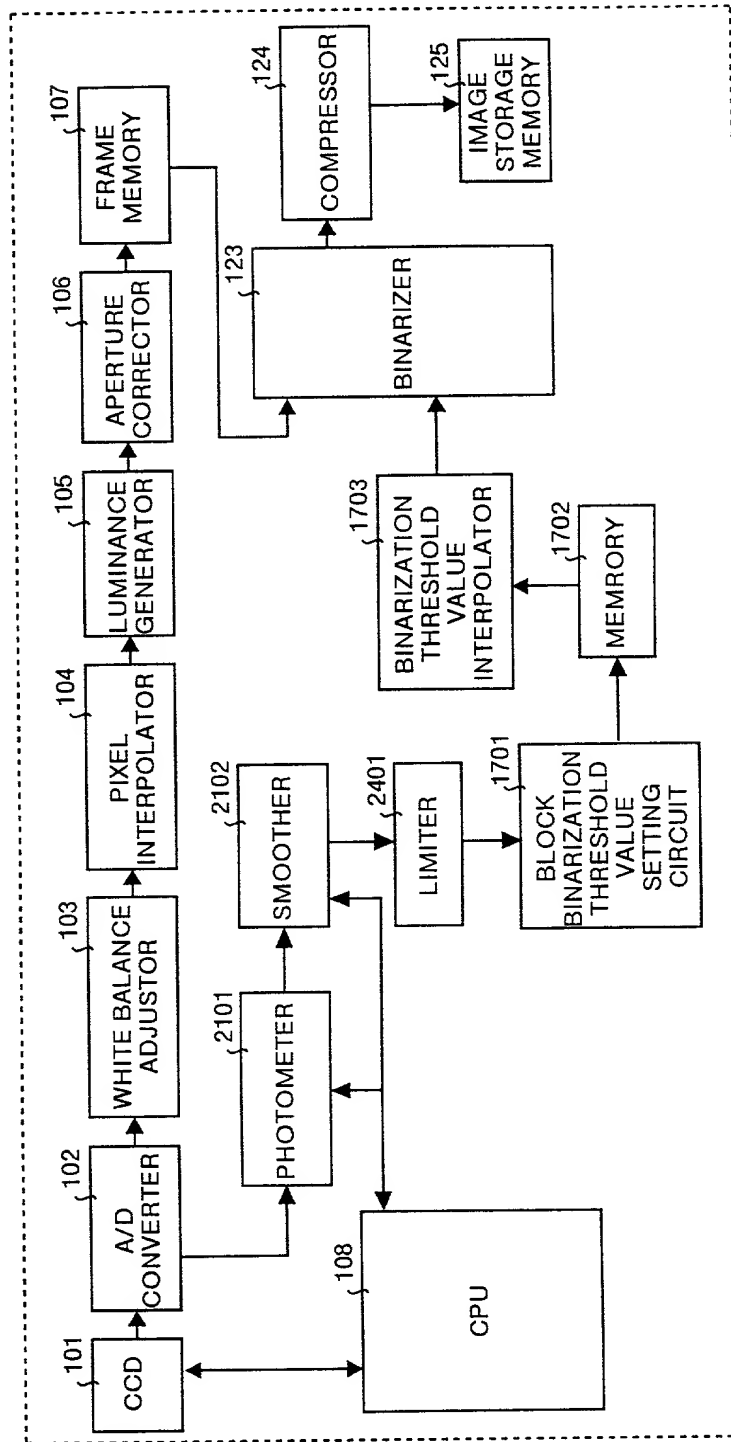 101
CCD
102
A/D
CONVERTER
103
WHITE BALANCE
ADJUSTOR
104
PIXEL
INTERPOLATOR
105
LUMINANCE
GENERATOR
106
APERTURE
CORRECTOR
107
FRAME
MEMORY
108
CPU
2101
PHOTOMETER
2102
SMOOTHER
2401
LIMITER
1701
BLOCK
BINARIZATION
THRESHOLD
VALUE
SETTING
CIRCUIT
1702
MEMRORY
1703
BINARIZATION
THRESHOLD
VALUE
INTERPOLATOR
123
BINARIZER
124
COMPRESSOR
125
IMAGE
STORAGE
MEMORY